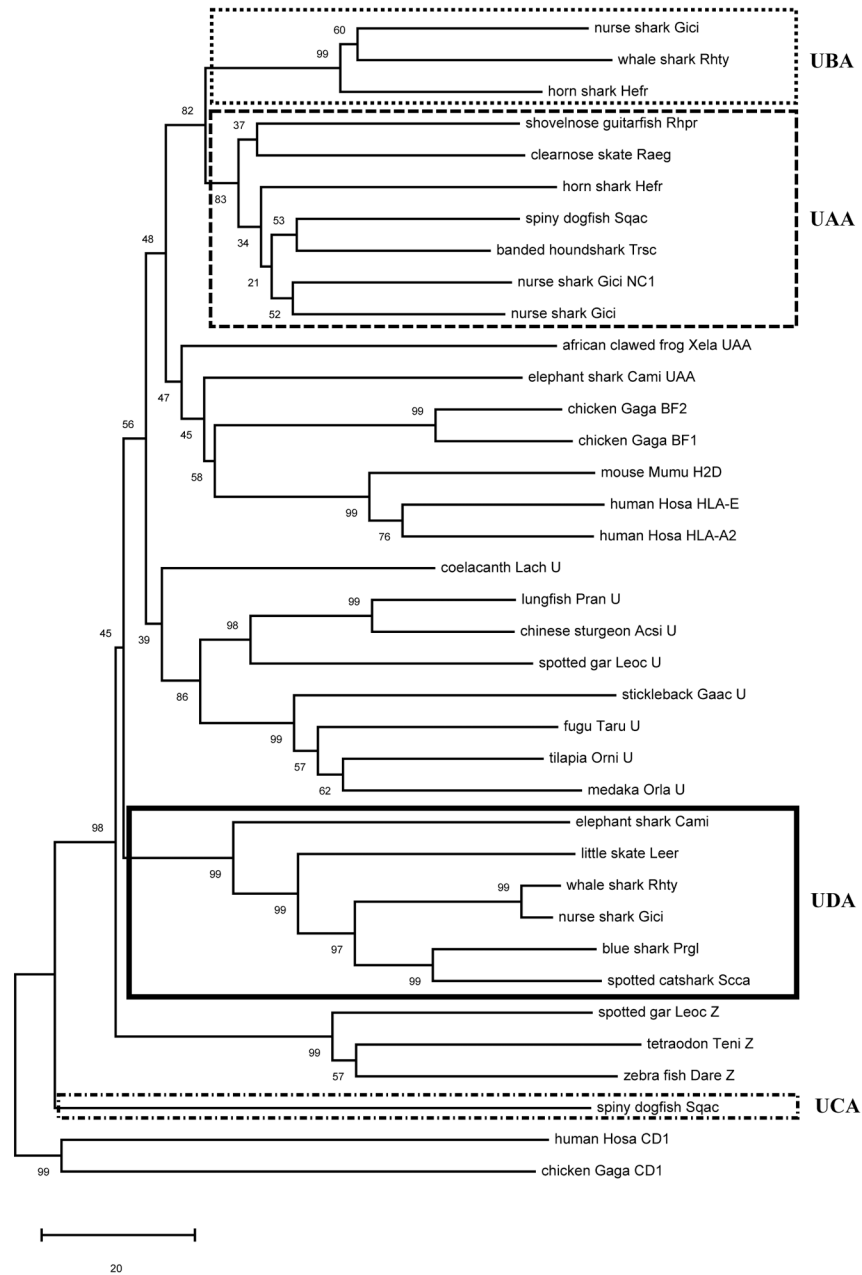 60
nurse shark Gici
99
whale shark Rhty
UBA
horn shark Hefr
82
37
shovelnose guitarfish Rhpr
clearnose skate Raeg
83
horn shark Hefr
UAA
53
spiny dogfish Sqac
34
banded houndshark Trsc
48
21
nurse shark Gici NC1
52
nurse shark Gici
african clawed frog Xela UAA
47
elephant shark Cami UAA
45
99
chicken Gaga BF2
56
chicken Gaga BF1
58
mouse Mumu H2D
99
human Hosa HLA-E
76
human Hosa HLA-A2
coelacanth Lach U
99
lungfish Pran U
98
chinese sturgeon Acsi U
45
39
spotted gar Leoc U
86
stickleback Gaac U
99
fugu Taru U
57
tilapia Orni U
62
medaka Orla U
98
elephant shark Cami
99
little skate Leer
99
99
whale shark Rhty
UDA
nurse shark Gici
97
blue shark Prgl
99
spotted catshark Scca
spotted gar Leoc Z
99
tetraodon Teni Z
57
zebra fish Dare Z
spiny dogfish Sqac
UCA
human Hosa CD1
99
chicken Gaga CD1
20